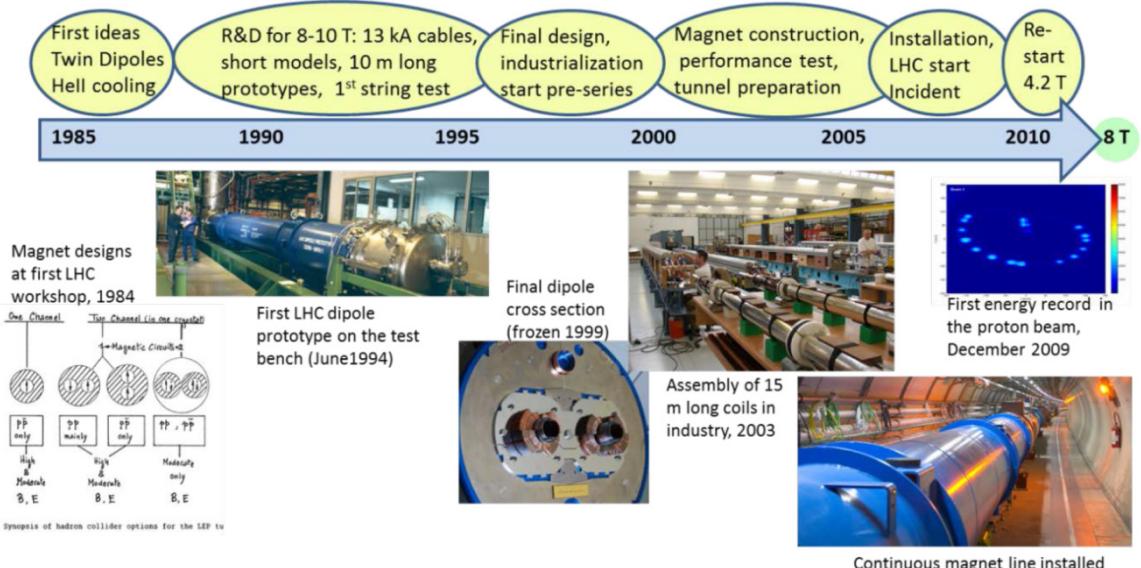 First ideas
Twin Dipoles
HeII cooling
R&D for 8-10 T: 13 kA cables,
short models, 10 m long
prototypes, 1st string test
Final design,
industrialization
start pre-series
Magnet construction,
performance test,
tunnel preparation
Installation,
LHC start
Incident
Re-
start
4.2 T
1985
1990
1995
2000
2005
2010
8 T
Magnet designs
at first LHC
workshop, 1984
One Channel
Two Channel (in one cryostat)
Magnetic Circuits
pp̄
only
pp
mainly
pp̄
only
pp , pp̄
High
&
Moderate
B, E
High
&
Moderate
B, E
Moderate
only
B, E
Synopsis of hadron collider options for the LEP tu
First LHC dipole
prototype on the test
bench (June1994)
Final dipole
cross section
(frozen 1999)
Assembly of 15
m long coils in
industry, 2003
First energy record in
the proton beam,
December 2009
Continuous magnet line installed